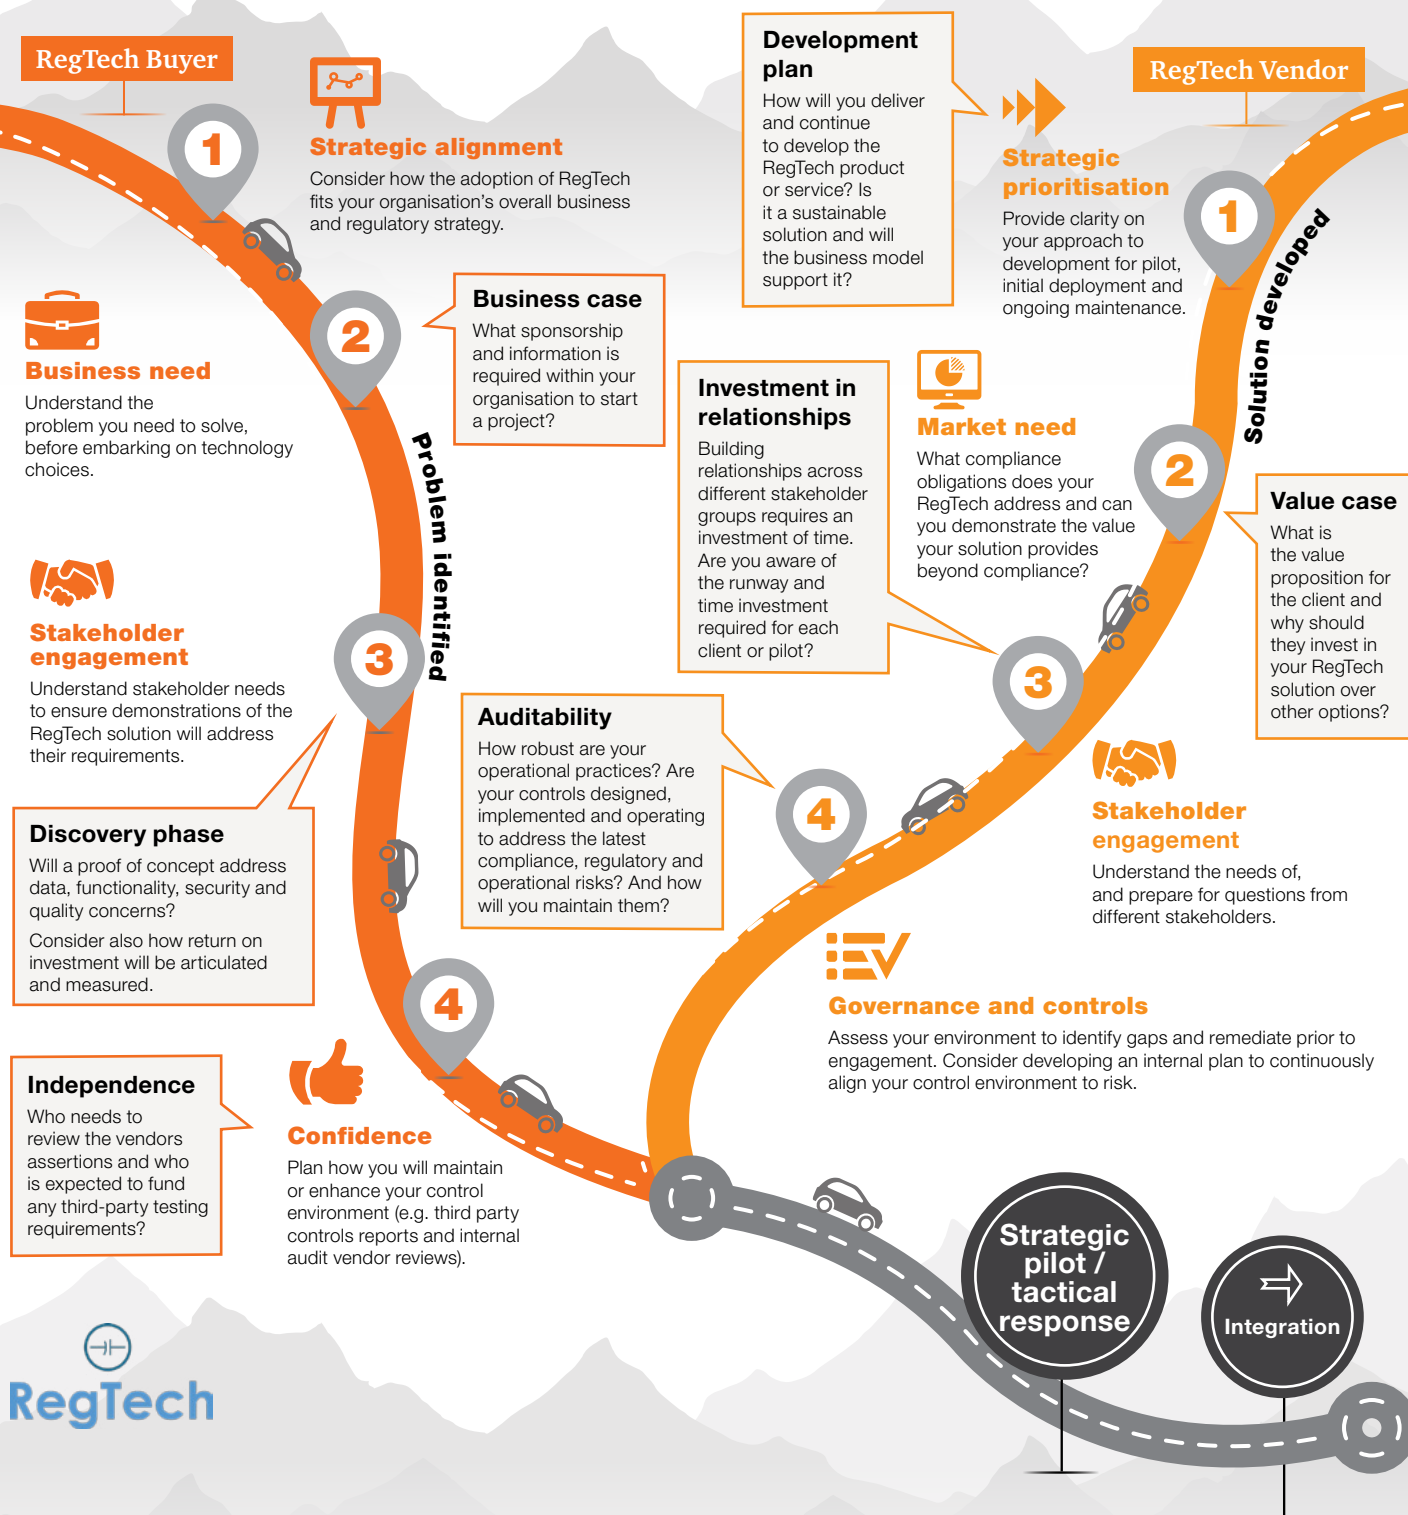 RegTech Buyer
1
Strategic alignment
Consider how the adoption of RegTech
fits your organisation's overall business
and regulatory strategy.
Business need
Understand the
problem you need to solve,
before embarking on technology
choices.
2
Business case
What sponsorship
and information is
required within your
organisation to start
a project?
Problem identified
Stakeholder
engagement
Understand stakeholder needs
to ensure demonstrations of the
RegTech solution will address
their requirements.
3
Discovery phase
Will a proof of concept address
data, functionality, security and
quality concerns?
Consider also how return on
investment will be articulated
and measured.
4
Independence
Who needs to
review the vendors
assertions and who
is expected to fund
any third-party testing
requirements?
Confidence
Plan how you will maintain
or enhance your control
environment (e.g. third party
controls reports and internal
audit vendor reviews).
RegTech Vendor
Development
plan
How will you deliver
and continue
to develop the
RegTech product
or service? Is
it a sustainable
solution and will
the business model
support it?
Strategic
prioritisation
Provide clarity on
your approach to
development for pilot,
initial deployment and
ongoing maintenance.
1
Solution developed
Market need
What compliance
obligations does your
RegTech address and can
you demonstrate the value
your solution provides
beyond compliance?
2
Value case
What is
the value
proposition for
the client and
why should
they invest in
your RegTech
solution over
other options?
Investment in
relationships
Building
relationships across
different stakeholder
groups requires an
investment of time.
Are you aware of
the runway and
time investment
required for each
client or pilot?
3
Stakeholder
engagement
Understand the needs of,
and prepare for questions from
different stakeholders.
Auditability
How robust are your
operational practices? Are
your controls designed,
implemented and operating
to address the latest
compliance, regulatory and
operational risks? And how
will you maintain them?
4
Governance and controls
Assess your environment to identify gaps and remediate prior to
engagement. Consider developing an internal plan to continuously
align your control environment to risk.
Strategic
pilot /
tactical
response
Integration
RegTech